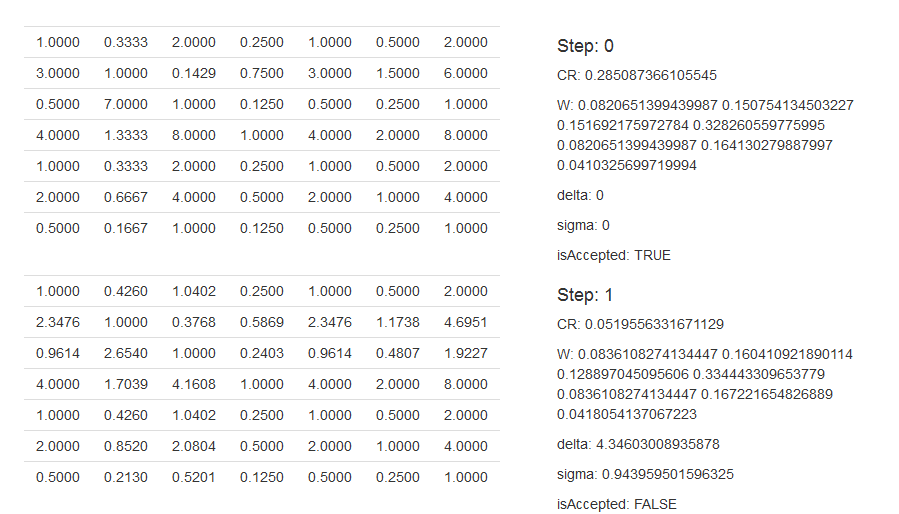 1.0000 0.3333 2.0000 0.2500 1.0000 0.5000 2.0000
3.0000 1.0000 0.1429 0.7500 3.0000 1.5000 6.0000
0.5000 7.0000 1.0000 0.1250 0.5000 0.2500 1.0000
4.0000 1.3333 8.0000 1.0000 4.0000 2.0000 8.0000
1.0000 0.3333 2.0000 0.2500 1.0000 0.5000 2.0000
2.0000 0.6667 4.0000 0.5000 2.0000 1.0000 4.0000
0.5000 0.1667 1.0000 0.1250 0.5000 0.2500 1.0000
Step: 0
CR: 0.285087366105545
W: 0.0820651399439987 0.150754134503227
0.151692175972784 0.328260559775995
0.0820651399439987 0.164130279887997
0.0410325699719994
delta: 0
sigma: 0
isAccepted: TRUE
1.0000 0.4260 1.0402 0.2500 1.0000 0.5000 2.0000
2.3476 1.0000 0.3768 0.5869 2.3476 1.1738 4.6951
0.9614 2.6540 1.0000 0.2403 0.9614 0.4807 1.9227
4.0000 1.7039 4.1608 1.0000 4.0000 2.0000 8.0000
1.0000 0.4260 1.0402 0.2500 1.0000 0.5000 2.0000
2.0000 0.8520 2.0804 0.5000 2.0000 1.0000 4.0000
0.5000 0.2130 0.5201 0.1250 0.5000 0.2500 1.0000
Step: 1
CR: 0.0519556331671129
W: 0.0836108274134447 0.160410921890114
0.128897045095606 0.334443309653779
0.0836108274134447 0.167221654826889
0.0418054137067223
delta: 4.34603008935878
sigma: 0.943959501596325
isAccepted: FALSE